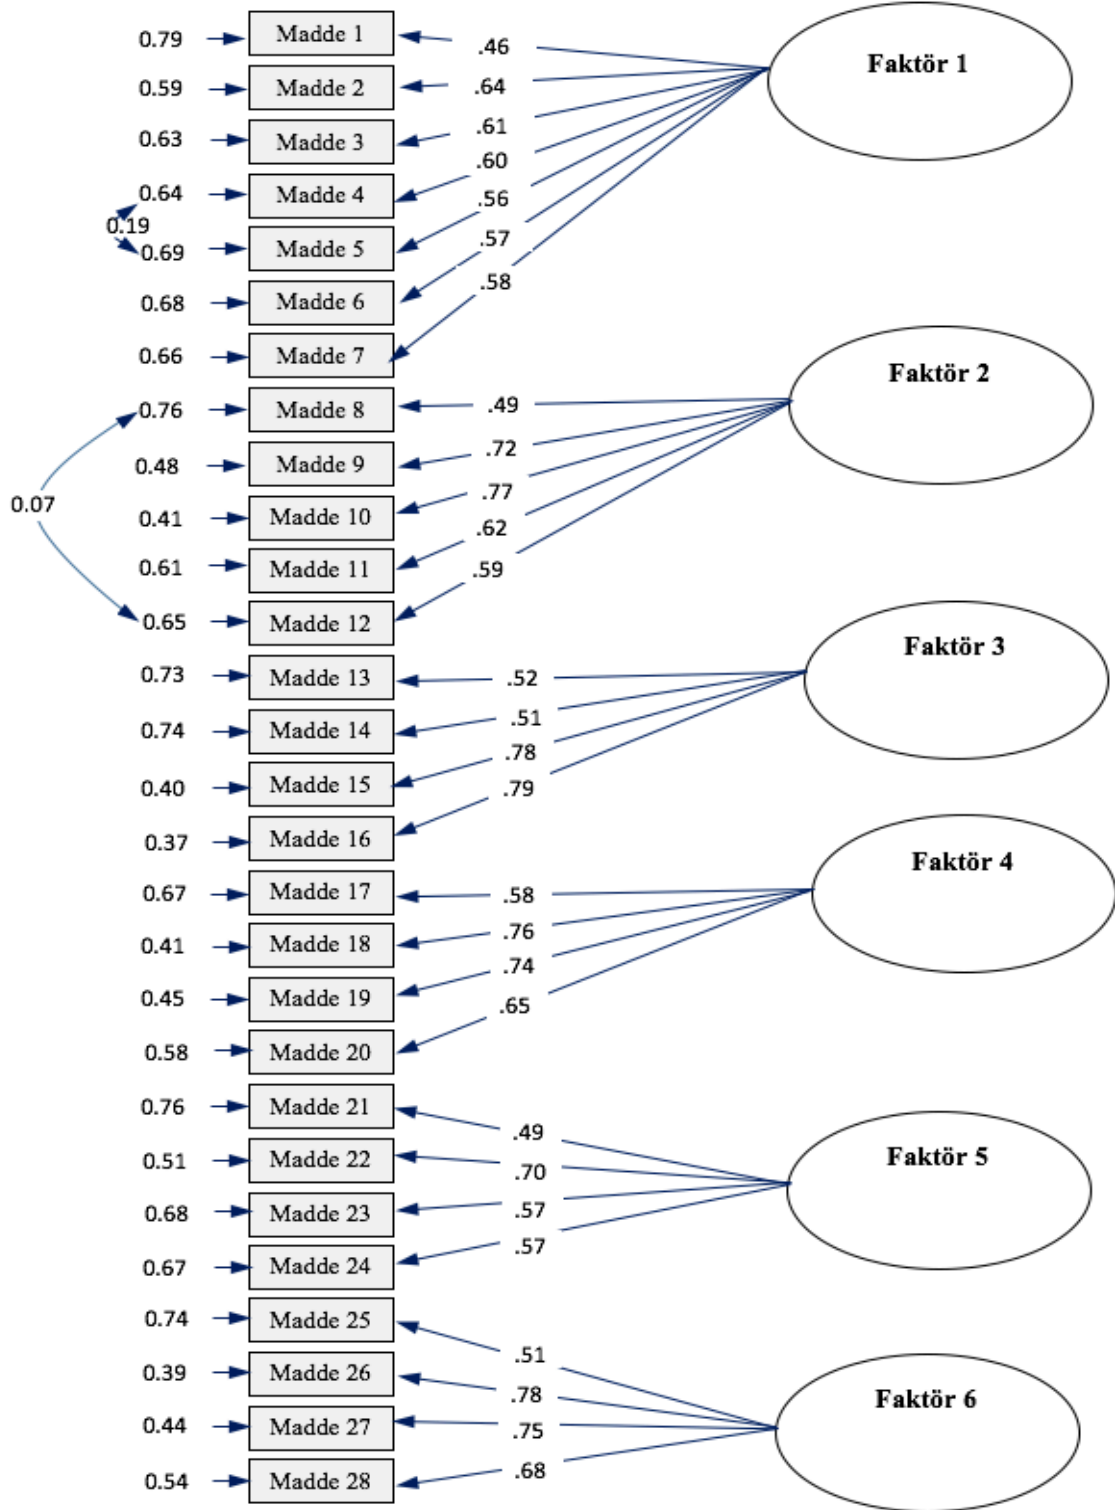 0.79 Madde 1 .46 Faktör 1
0.59 Madde 2 .64
0.63 Madde 3 .61
0.64 Madde 4 .60
0.19
0.69 Madde 5 .56
0.68 Madde 6 .57
0.66 Madde 7 .58
0.76 Madde 8 .49 Faktör 2
0.48 Madde 9 .72
0.07
0.41 Madde 10 .77
0.61 Madde 11 .62
0.65 Madde 12 .59
0.73 Madde 13 .52 Faktör 3
0.74 Madde 14 .51
0.40 Madde 15 .78
0.37 Madde 16 .79
0.67 Madde 17 .58 Faktör 4
0.41 Madde 18 .76
0.45 Madde 19 .74
0.58 Madde 20 .65
0.76 Madde 21 .49 Faktör 5
0.51 Madde 22 .70
0.68 Madde 23 .57
0.67 Madde 24 .57
0.74 Madde 25 .51 Faktör 6
0.39 Madde 26 .78
0.44 Madde 27 .75
0.54 Madde 28 .68